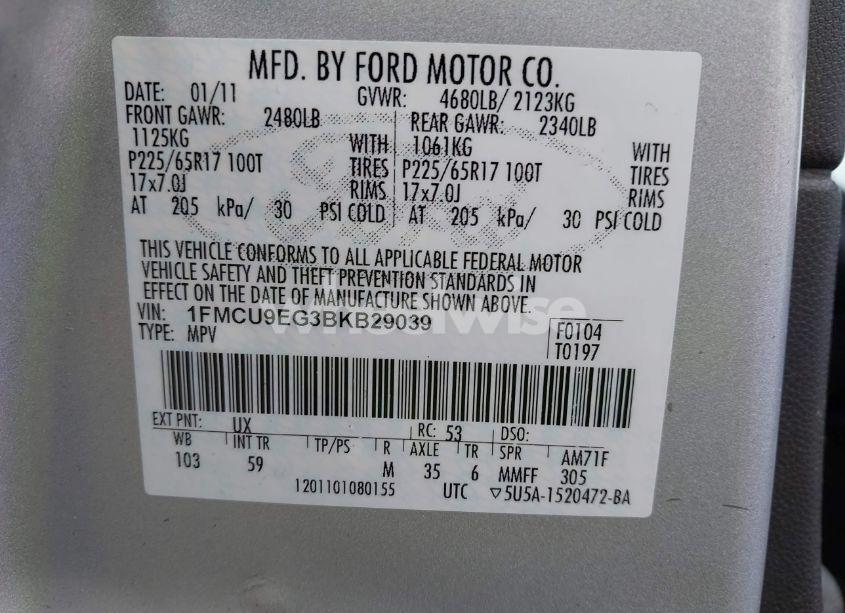 MFD. BY FORD MOTOR CO.
DATE: 01/11 GVWR: 4680LB/ 2123KG
FRONT GAWR: 2480LB REAR GAWR: 2340LB
1125KG WITH 1061KG WITH
P225/65R17 100T TIRES P225/65R17 100T TIRES
17x7.0J RIMS 17x7.0J RIMS
AT 205 kPa/ 30 PSI COLD AT 205 kPa/ 30 PSI COLD
THIS VEHICLE CONFORMS TO ALL APPLICABLE FEDERAL MOTOR
VEHICLE SAFETY AND THEFT PREVENTION STANDARDS IN
EFFECT ON THE DATE OF MANUFACTURE SHOWN ABOVE.
VIN: 1FMCU9EG3BKB29039 F0104
TYPE: MPV T0197
EXT PNT: UX RC: 53 DSO:
WB INT TR TP/PS R AXLE TR SPR AM71F
103 59 M 35 6 MMFF 305
1201101080155 UTC ▽5U5A-1520472-BA